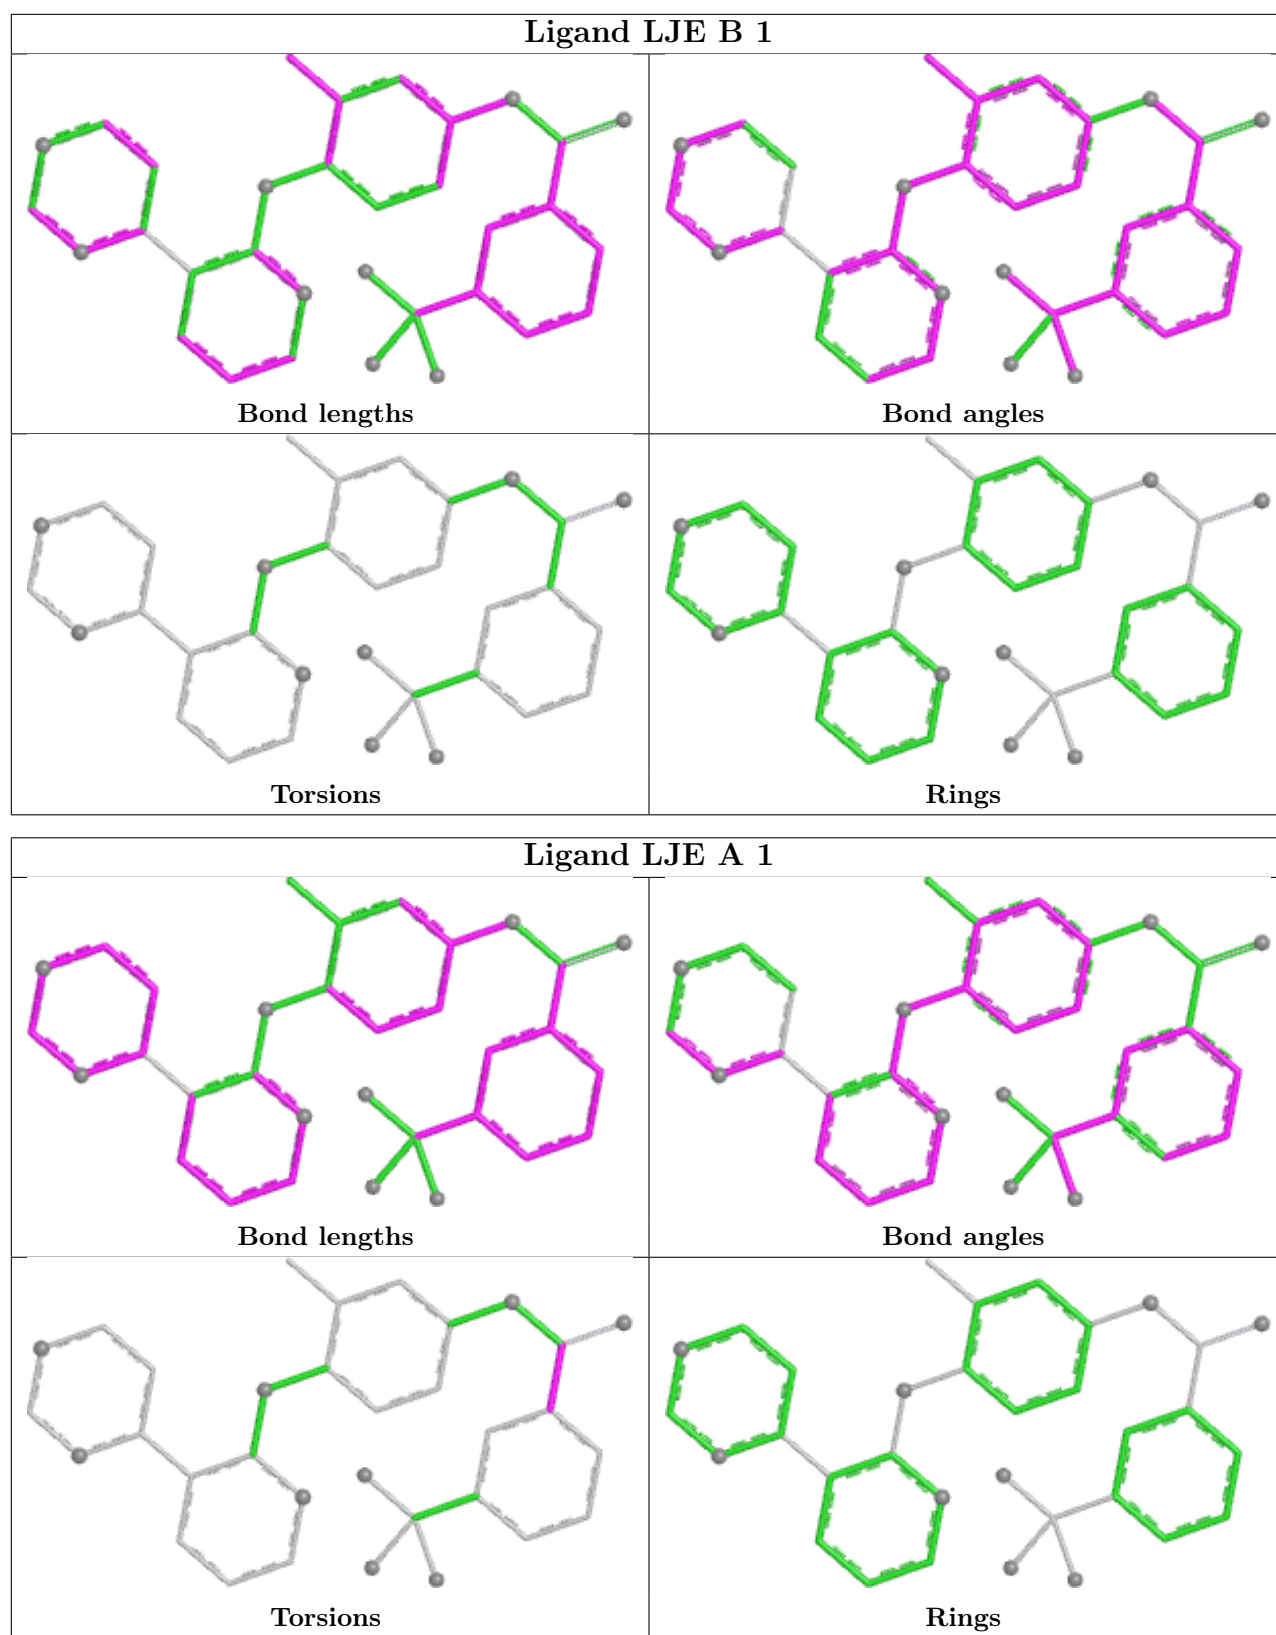 Ligand LJE B 1
Bond lengths
Bond angles
Torsions
Rings
Ligand LJE A 1
Bond lengths
Bond angles
Torsions
Rings